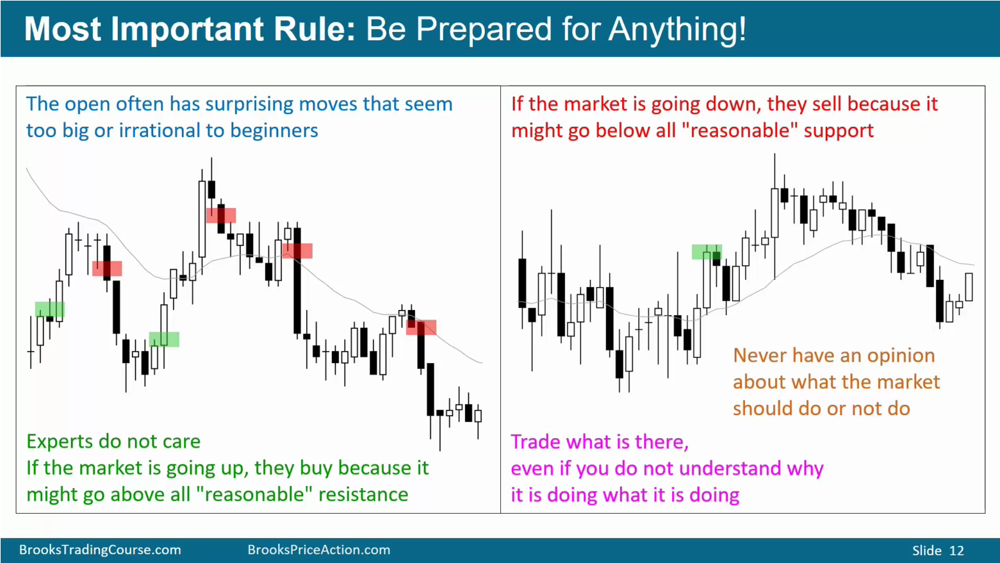 Most Important Rule: Be Prepared for Anything!
The open often has surprising moves that seem
too big or irrational to beginners
Experts do not care
If the market is going up, they buy because it
might go above all "reasonable" resistance
If the market is going down, they sell because it
might go below all "reasonable" support
Never have an opinion
about what the market
should do or not do
Trade what is there,
even if you do not understand why
it is doing what it is doing
BrooksTradingCourse.com
BrooksPriceAction.com
Slide 12